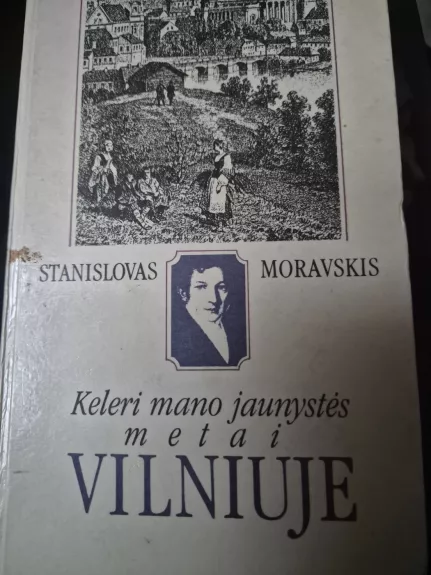 STANISLOVAS MORAVSKIS
Keleri mano jaunystės
metai
VILNIUJE